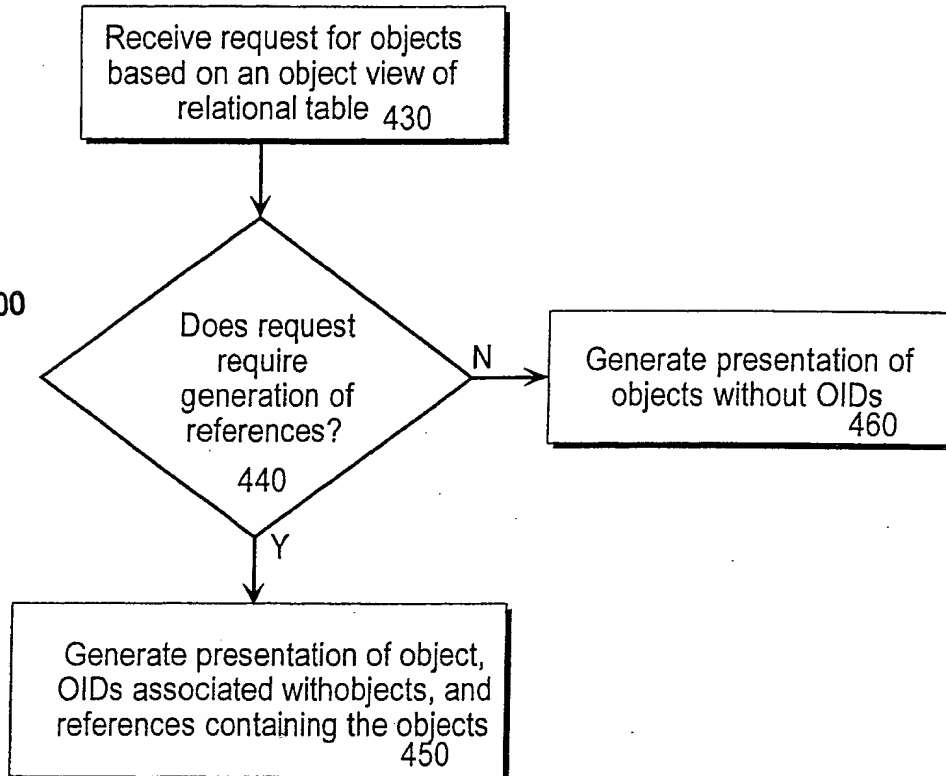 Receive request for objects
based on an object view of
relational table 430
00
Does request
require
generation of
references?
440
N
Generate presentation of
objects without OIDs
460
Y
Generate presentation of object,
OIDs associated withobjects, and
references containing the objects
450